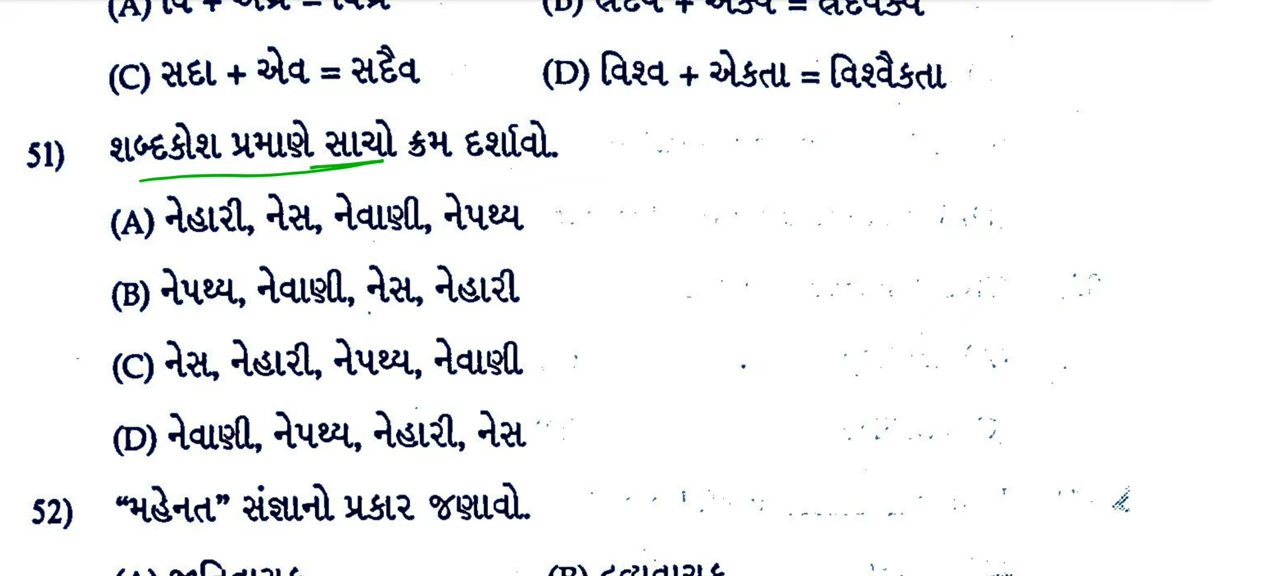 (C) સદા + એવ = સદૈવ (D) વિશ્વ + એકતા = વિશ્વૈકતા
51) શબ્દકોશ પ્રમાણે સાચો ક્રમ દર્શાવો.
(A) નેહારી, નેસ, નેવાણી, નેપથ્ય
(B) નેપથ્ય, નેવાણી, નેસ, નેહારી
(C) નેસ, નેહારી, નેપથ્ય, નેવાણી
(D) નેવાણી, નેપથ્ય, નેહારી, નેસ
52) “મહેનત” સંજ્ઞાનો પ્રકાર જણાવો.